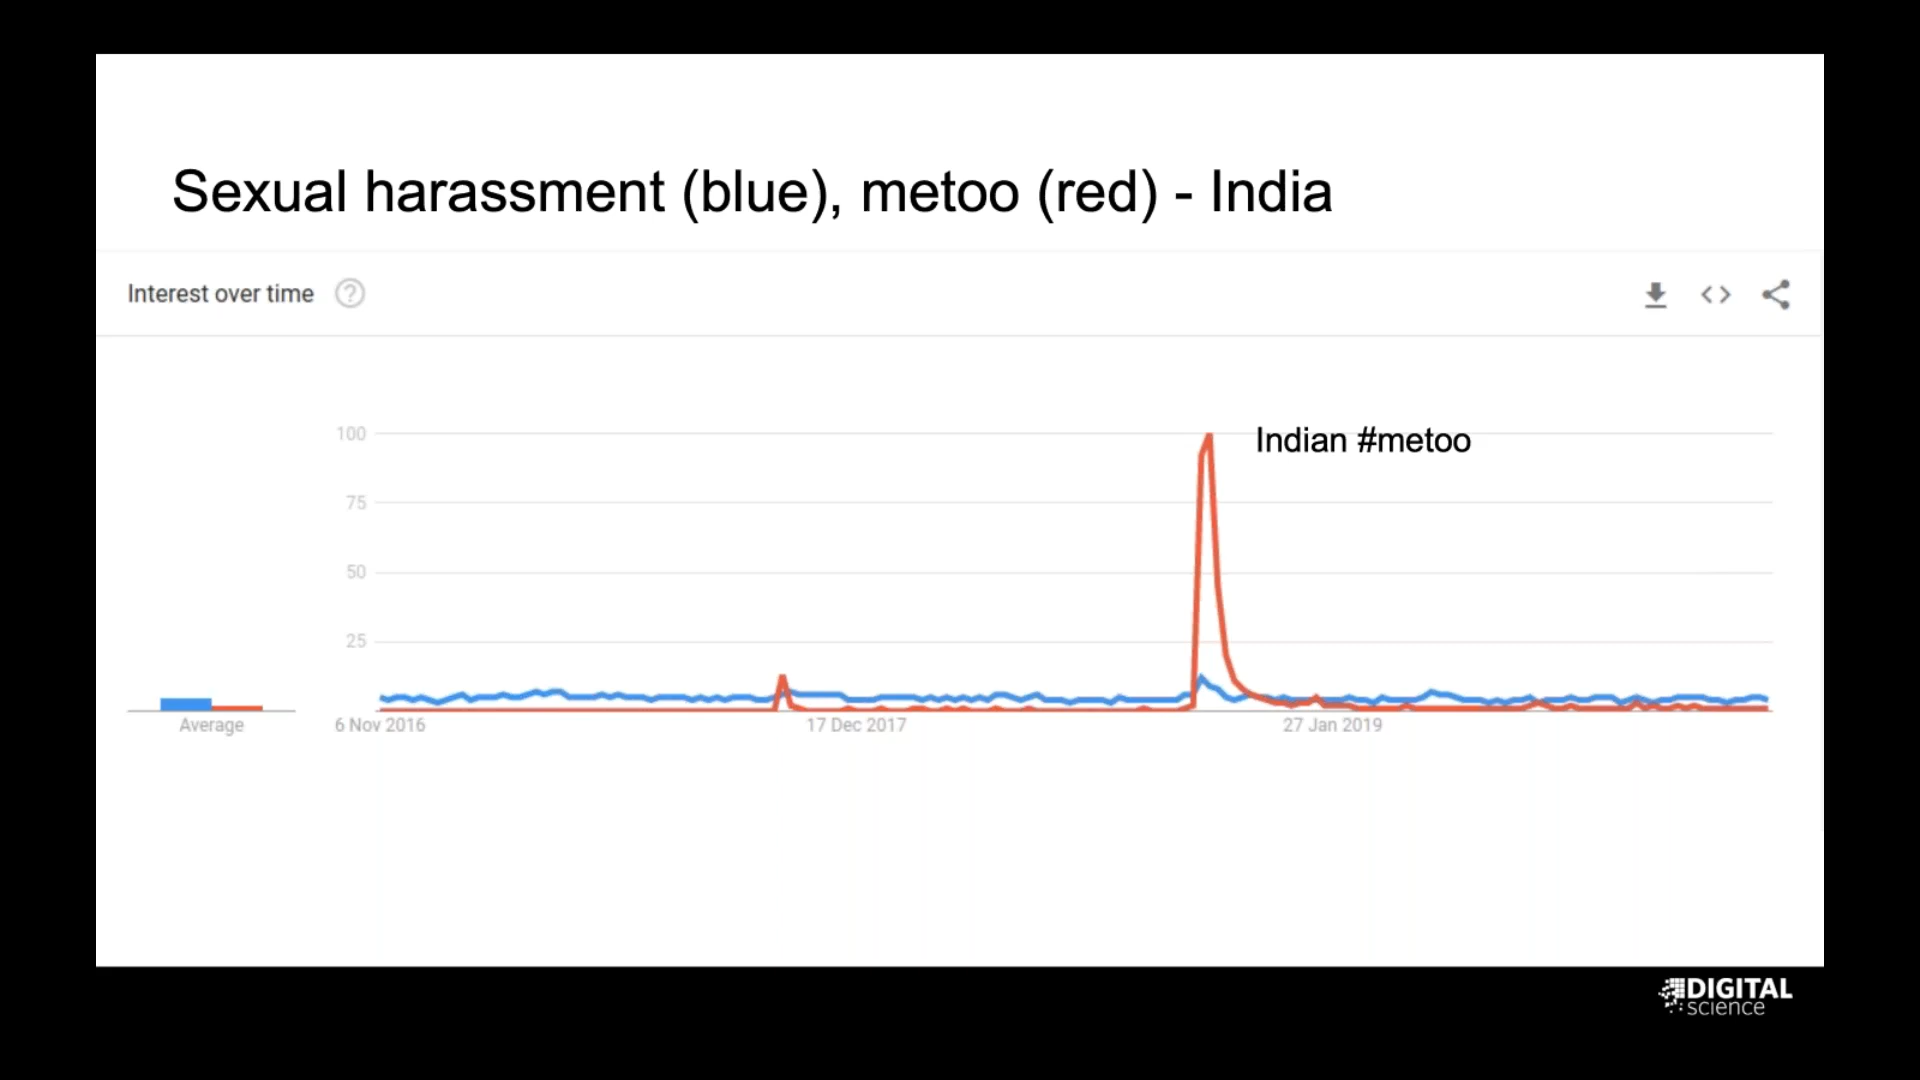 Sexual harassment (blue), metoo (red) - India
Interest over time ?
100
Indian #metoo
75
50
25
Average
6 Nov 2016
17 Dec 2017
27 Jan 2019
DIGITAL
science